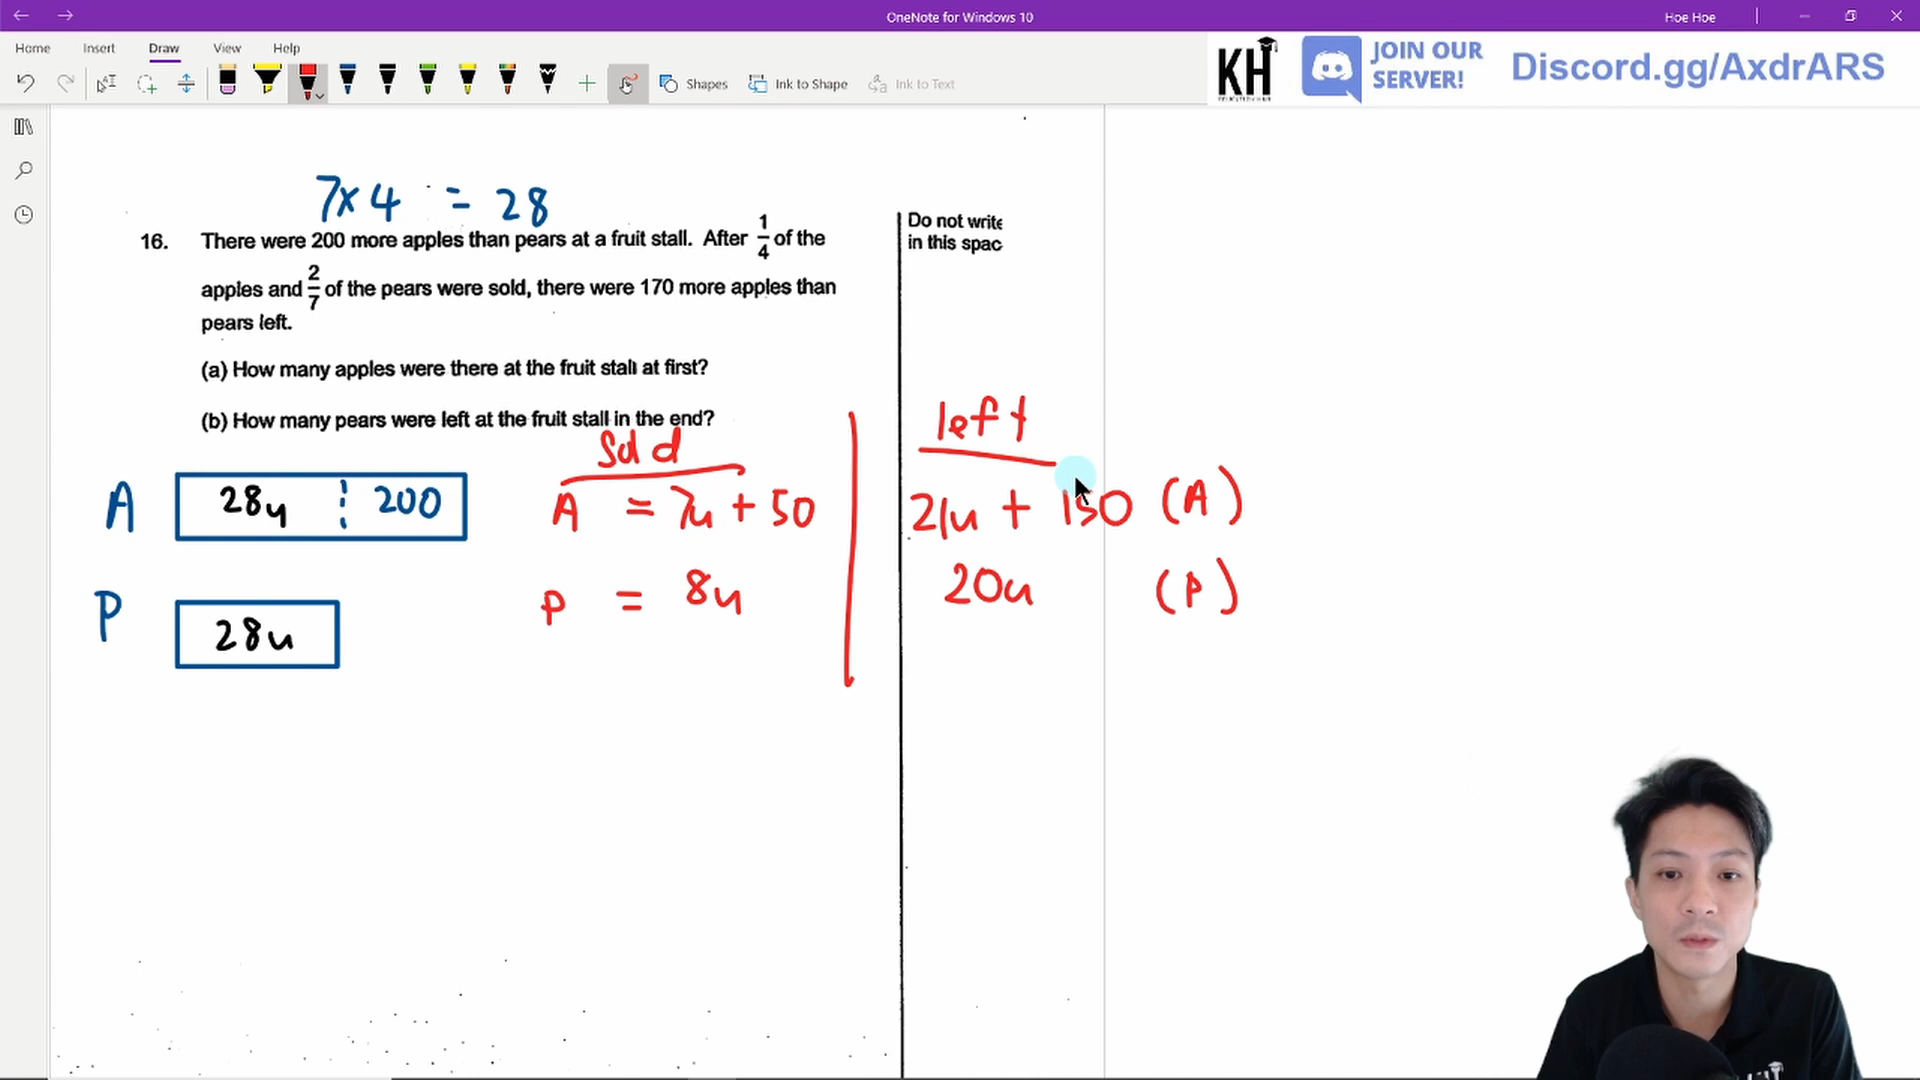 OneNote for Windows 10
Hoe Hoe
Home Insert Draw View Help
Shapes Ink to Shape Ink to Text
KH
JOIN OUR
SERVER!
Discord.gg/AxdrARS
7×4 = 28
Do not write
in this spac
16. There were 200 more apples than pears at a fruit stall. After 1/4 of the
apples and 2/7 of the pears were sold, there were 170 more apples than
pears left.
(a) How many apples were there at the fruit stall at first?
(b) How many pears were left at the fruit stall in the end?
Sold
left
A 28u 200
A = 7u + 50
21u + 150 (A)
P 28u
P = 8u
20u (P)